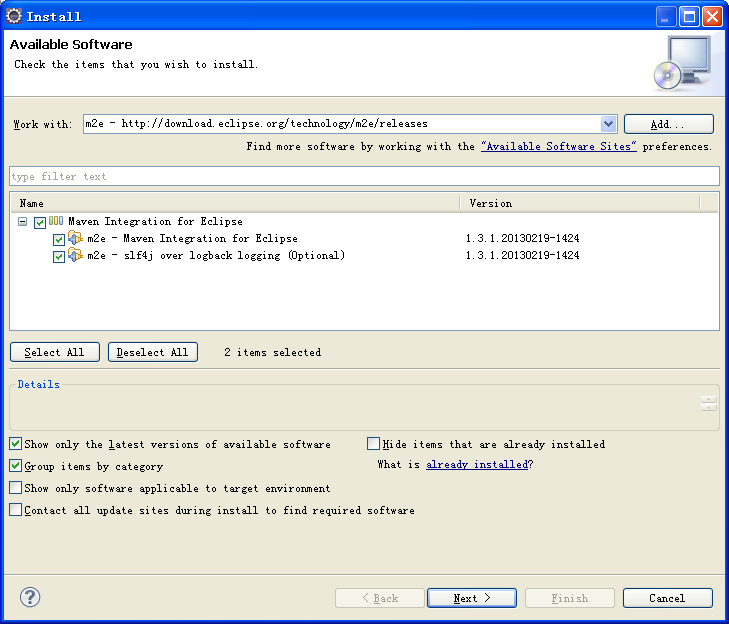 Install
Available Software
Check the items that you wish to install.
Work with: m2e - http://download.eclipse.org/technology/m2e/releases Add...
Find more software by working with the "Available Software Sites" preferences.
type filter text
Name Version
Maven Integration for Eclipse
m2e - Maven Integration for Eclipse 1.3.1.20130219-1424
m2e - slf4j over logback logging (Optional) 1.3.1.20130219-1424
Select All Deselect All 2 items selected
Details
Show only the latest versions of available software Hide items that are already installed
Group items by category What is already installed?
Show only software applicable to target environment
Contact all update sites during install to find required software
? < Back Next > Finish Cancel